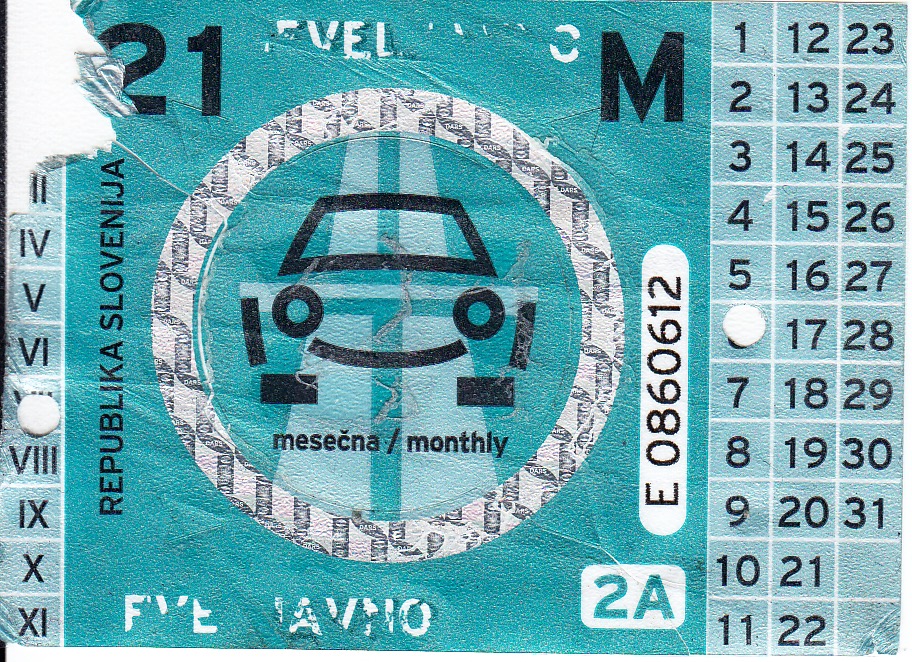 21
M
REPUBLIKA SLOVENIJA
II
IV
V
VI
VIII
IX
X
XI
mesečna / monthly
E 0860612
2A
1 12 23
2 13 24
3 14 25
4 15 26
5 16 27
17 28
7 18 29
8 19 30
9 20 31
10 21
11 22